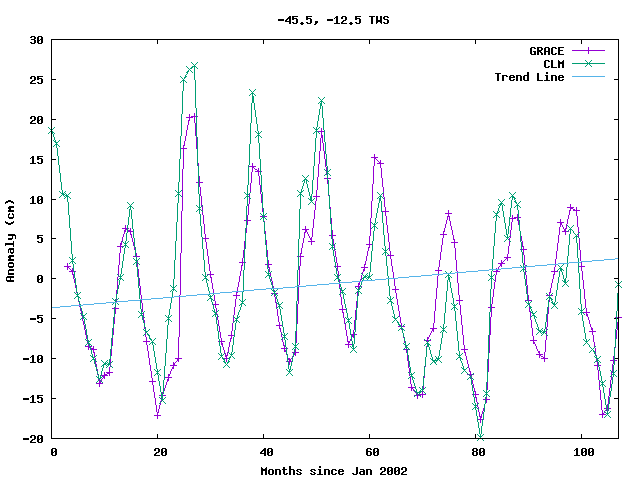 -45.5, -12.5 TWS
GRACE
CLM
Trend Line
30
25
20
15
10
5
0
-5
-10
-15
-20
Anomaly (cm)
0 20 40 60 80 100
Months since Jan 2002